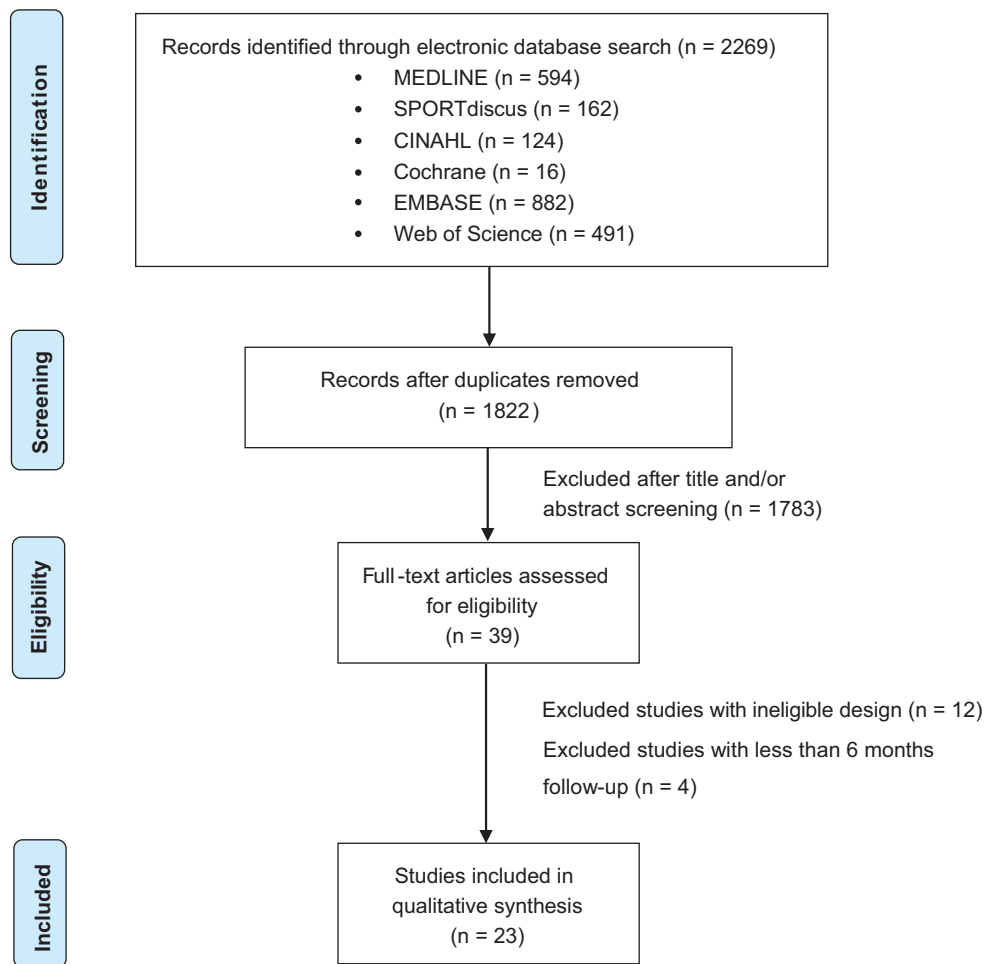 Identification
Records identified through electronic database search (n = 2269)
• MEDLINE (n = 594)
• SPORTdiscus (n = 162)
• CINAHL (n = 124)
• Cochrane (n = 16)
• EMBASE (n = 882)
• Web of Science (n = 491)
Screening
Records after duplicates removed
(n = 1822)
Excluded after title and/or
abstract screening (n = 1783)
Eligibility
Full-text articles assessed
for eligibility
(n = 39)
Excluded studies with ineligible design (n = 12)
Excluded studies with less than 6 months
follow-up (n = 4)
Included
Studies included in
qualitative synthesis
(n = 23)